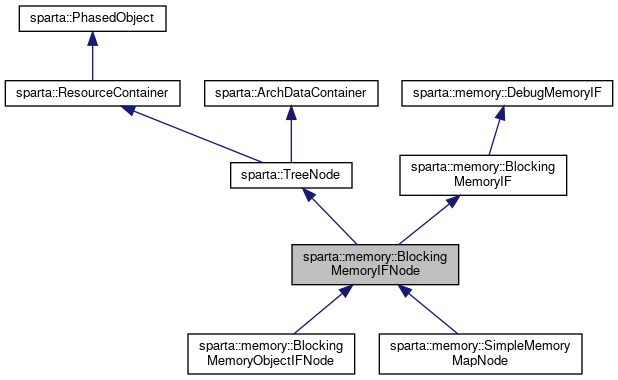 sparta::PhasedObject
sparta::ResourceContainer
sparta::ArchDataContainer
sparta::memory::DebugMemoryIF
sparta::TreeNode
sparta::memory::Blocking
MemoryIF
sparta::memory::Blocking
MemoryIFNode
sparta::memory::Blocking
MemoryObjectIFNode
sparta::memory::SimpleMemory
MapNode